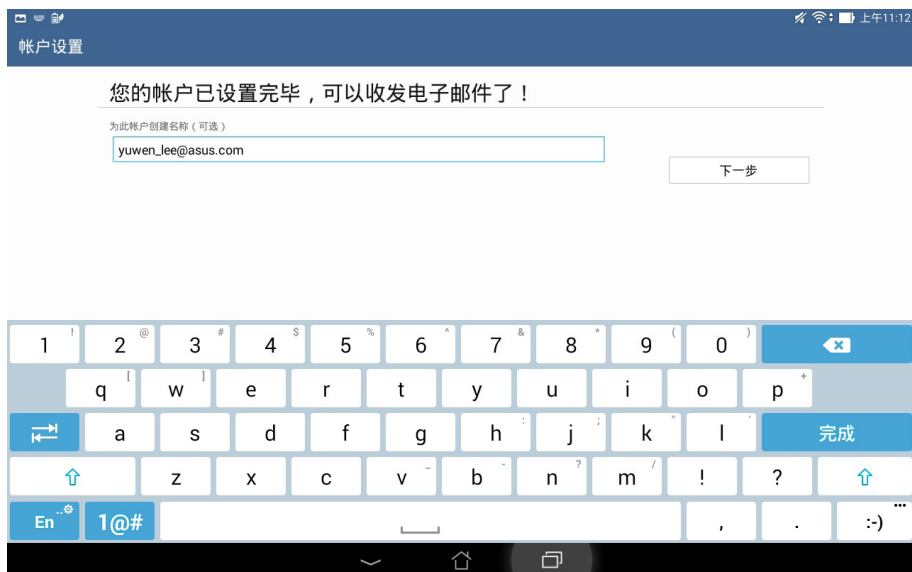 上午11:12
帐户设置
您的帐户已设置完毕，可以收发电子邮件了！
为此帐户创建名称（可选）
yuwen_lee@asus.com
下一步
1 ! 2 @ 3 # 4 $ 5 % 6 ^ 7 & 8 * 9 ( 0 )
q [ w ] e r t y u i o p +
a s d f g h : j ; k " l ' 完成
z x c v _ b - n ? m / ! ?
En 1@# , . :-)